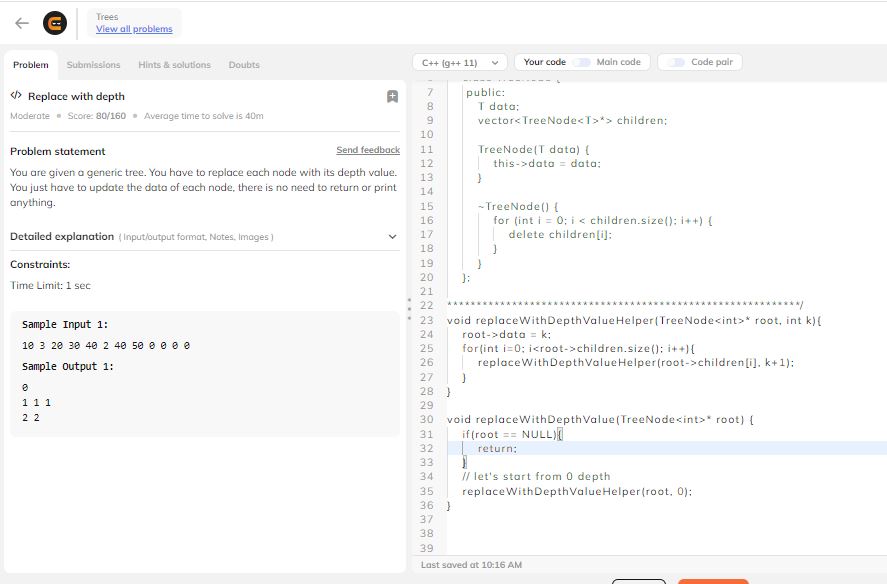 Trees
View all problems
Problem
Submissions
Hints & solutions
Doubts
</> Replace with depth
Moderate • Score: 80/160 • Average time to solve is 40m
Problem statement
Send feedback
You are given a generic tree. You have to replace each node with its depth value.
You just have to update the data of each node, there is no need to return or print
anything.
Detailed explanation ( Input/output format, Notes, Images )
Constraints:
Time Limit: 1 sec
Sample Input 1:
10 3 20 30 40 2 40 50 0 0 0 0
Sample Output 1:
0
1 1 1
2 2
C++ (g++ 11)
Your code
Main code
Code pair
7 public:
8 T data;
9 vector<TreeNode<T>*> children;
10
11 TreeNode(T data) {
12 this->data = data;
13 }
14
15 ~TreeNode() {
16 for (int i = 0; i < children.size(); i++) {
17 delete children[i];
18 }
19 }
20 };
21
22 ************************************************************/
23 void replaceWithDepthValueHelper(TreeNode<int>* root, int k){
24 root->data = k;
25 for(int i=0; i<root->children.size(); i++){
26 replaceWithDepthValueHelper(root->children[i], k+1);
27 }
28 }
29
30 void replaceWithDepthValue(TreeNode<int>* root) {
31 if(root == NULL){
32 return;
33 }
34 // let's start from 0 depth
35 replaceWithDepthValueHelper(root, 0);
36 }
37
38
39
Last saved at 10:16 AM